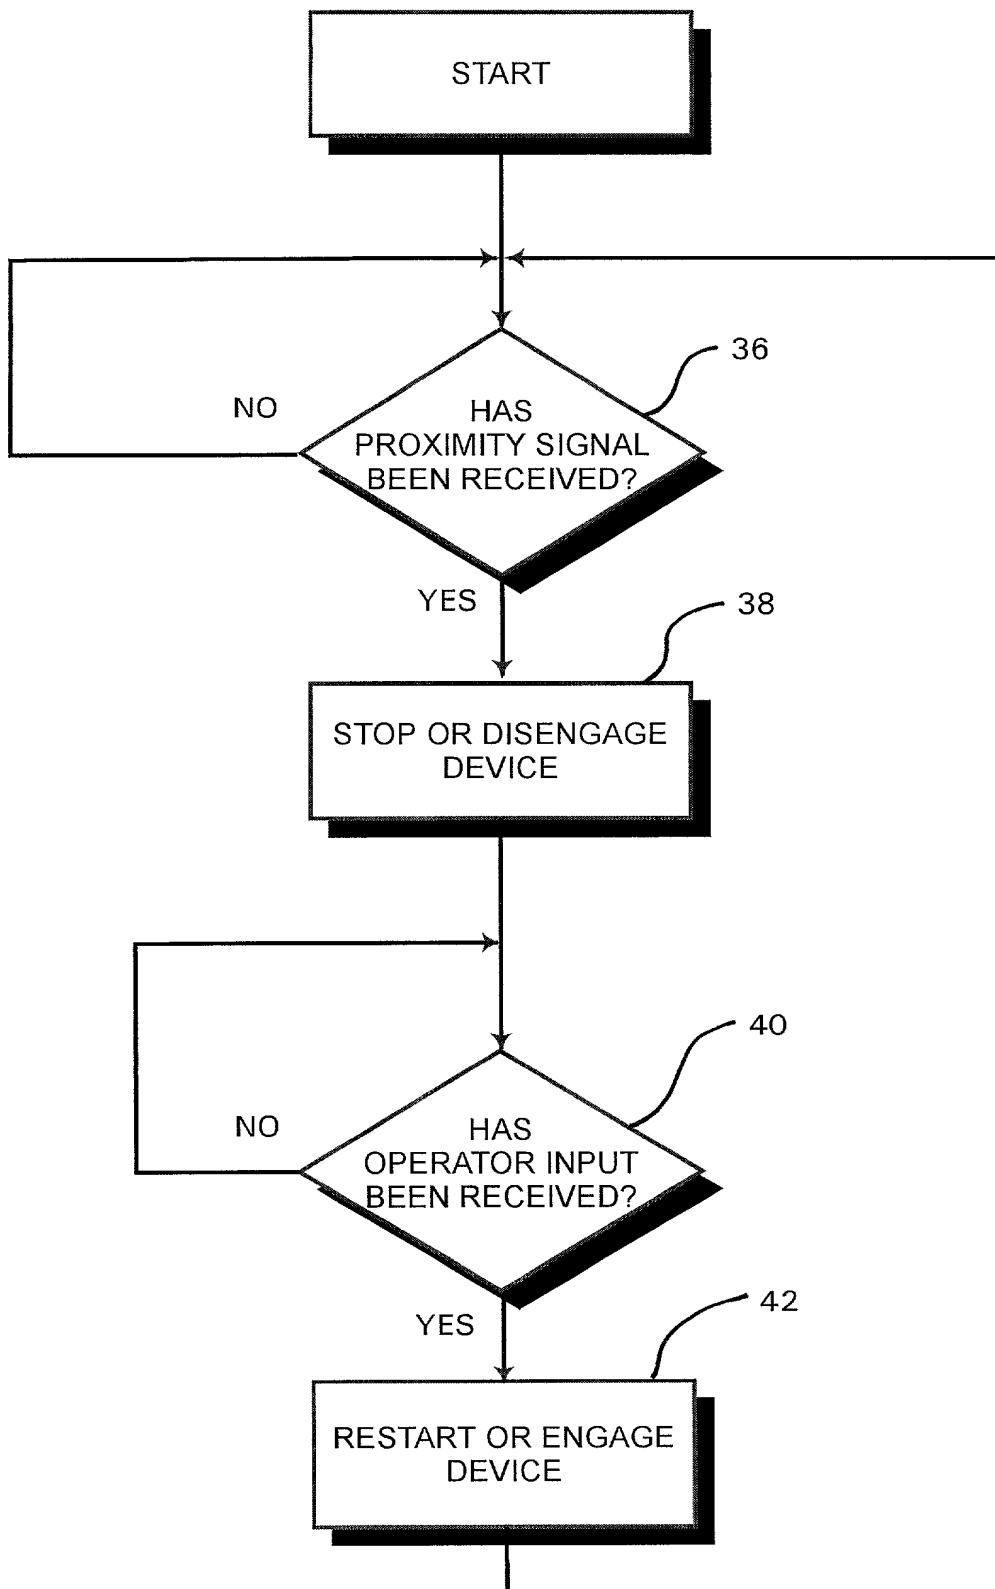 START
36
NO
HAS
PROXIMITY SIGNAL
BEEN RECEIVED?
YES
38
STOP OR DISENGAGE
DEVICE
40
NO
HAS
OPERATOR INPUT
BEEN RECEIVED?
YES
42
RESTART OR ENGAGE
DEVICE